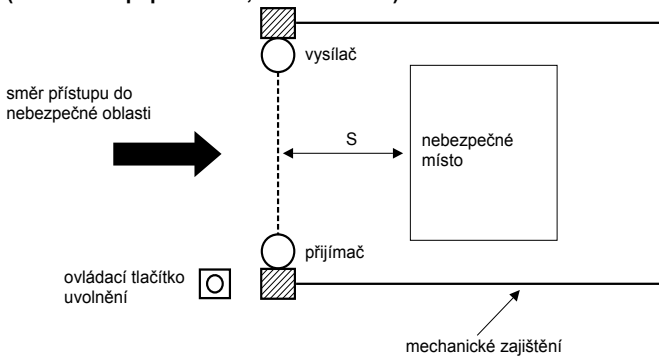 vysílač
směr přístupu do
nebezpečné oblasti
S
nebezpečné
místo
přijímač
ovládací tlačítko
uvolnění
mechanické zajištění